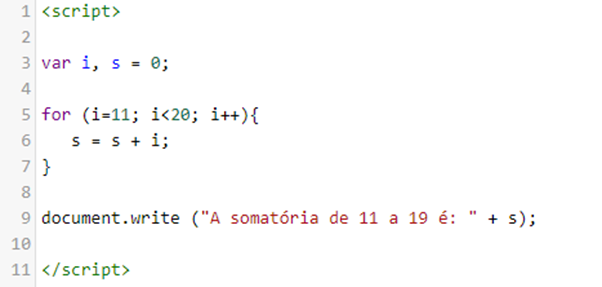 1 <script>
2
3 var i, s = 0;
4
5 for (i=11; i<20; i++){
6    s = s + i;
7 }
8
9 document.write ("A somatória de 11 a 19 é: " + s);
10
11 </script>